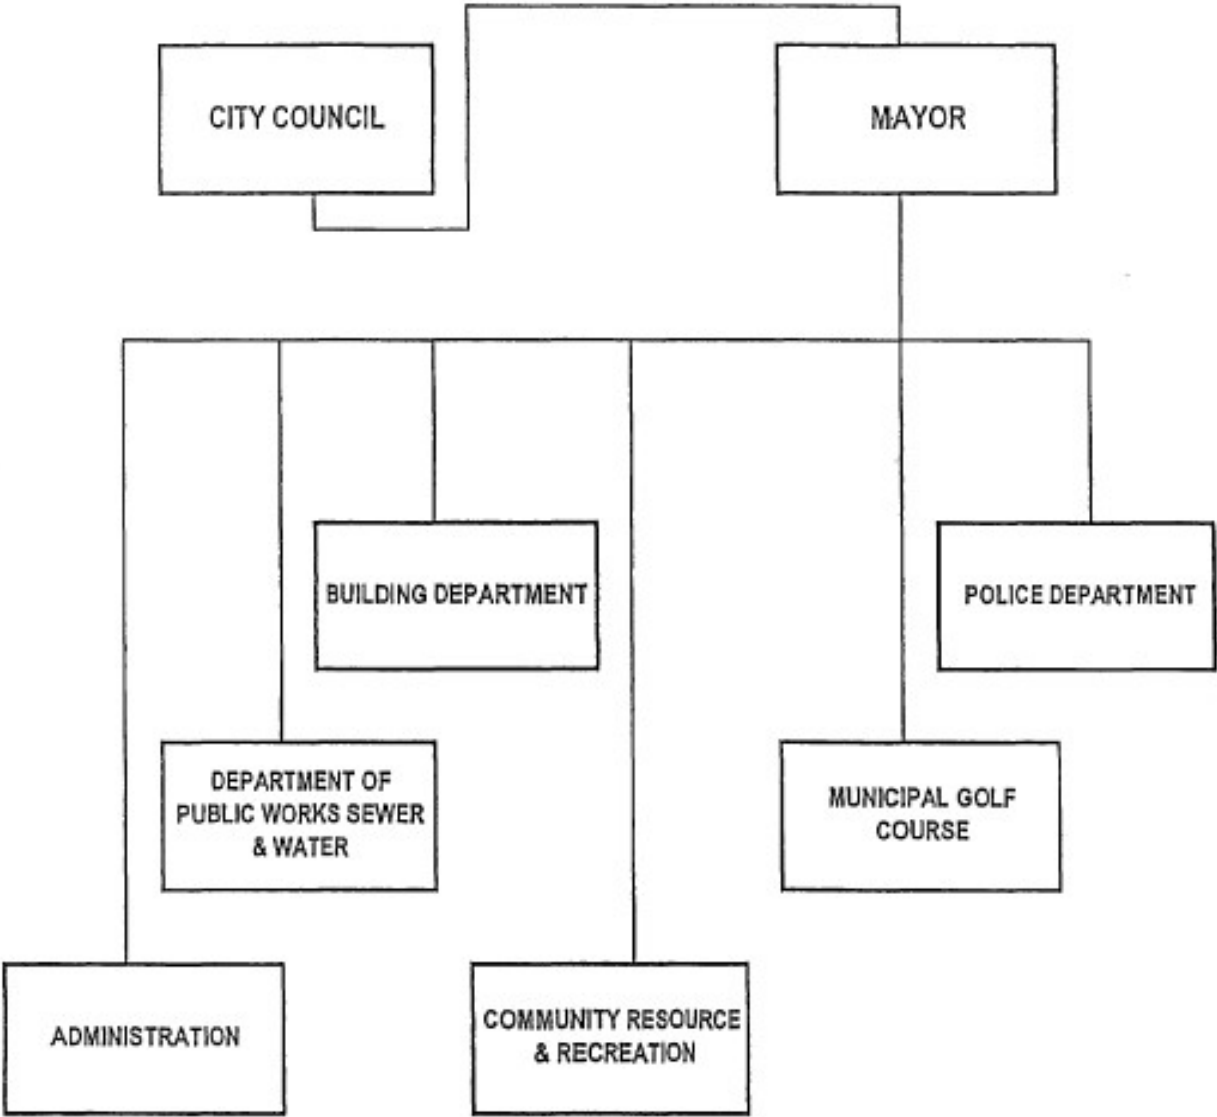 CITY COUNCIL
MAYOR
BUILDING DEPARTMENT
POLICE DEPARTMENT
DEPARTMENT OF
PUBLIC WORKS SEWER
& WATER
MUNICIPAL GOLF
COURSE
ADMINISTRATION
COMMUNITY RESOURCE
& RECREATION